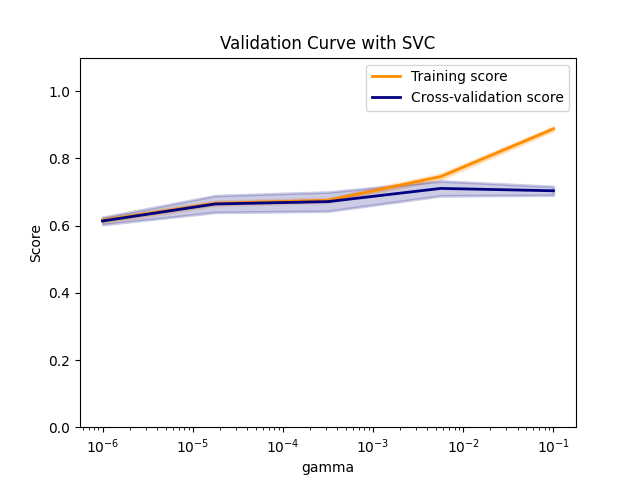 Validation Curve with SVC
Training score
Cross-validation score
1.0
0.8
0.6
0.4
0.2
0.0
Score
10⁻⁶ 10⁻⁵ 10⁻⁴ 10⁻³ 10⁻² 10⁻¹
gamma